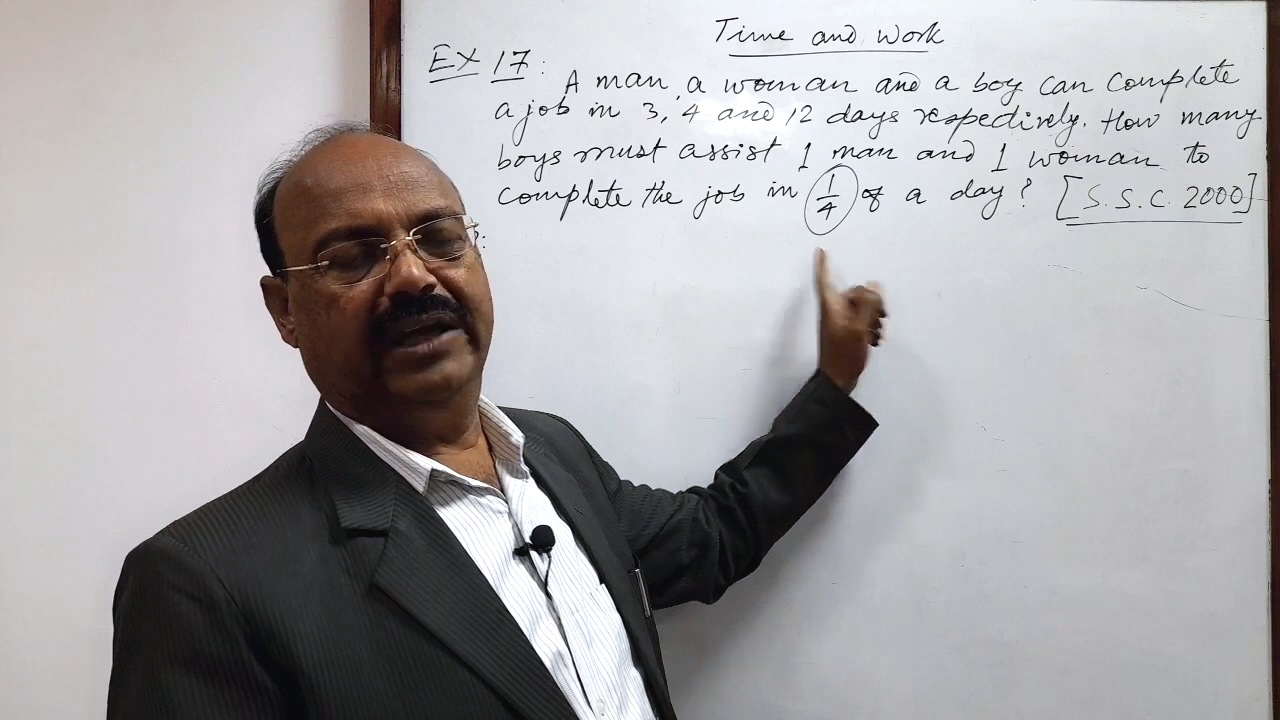 Time and Work
EX 17: A man, a woman and a boy can complete
a job in 3, 4 and 12 days respectively. How many
boys must assist 1 man and 1 woman to
complete the job in 1/4 of a day? [S.S.C. 2000]